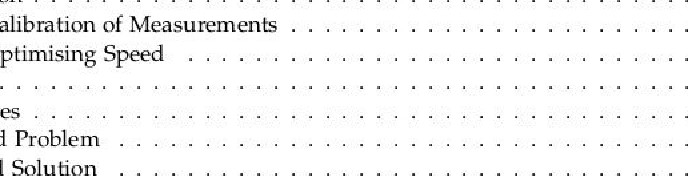 alibration of Measurements . . . . . . . . . . . . . . . . . .
ptimising Speed . . . . . . . . . . . . . . . . . . . . . . .
. . . . . . . . . . . . . . . . . . . . . . . . . . . . . . .
es . . . . . . . . . . . . . . . . . . . . . . . . . . . . . .
d Problem . . . . . . . . . . . . . . . . . . . . . . . . . .
l Solution . . . . . . . . . . . . . . . . . . . . . . . . . .